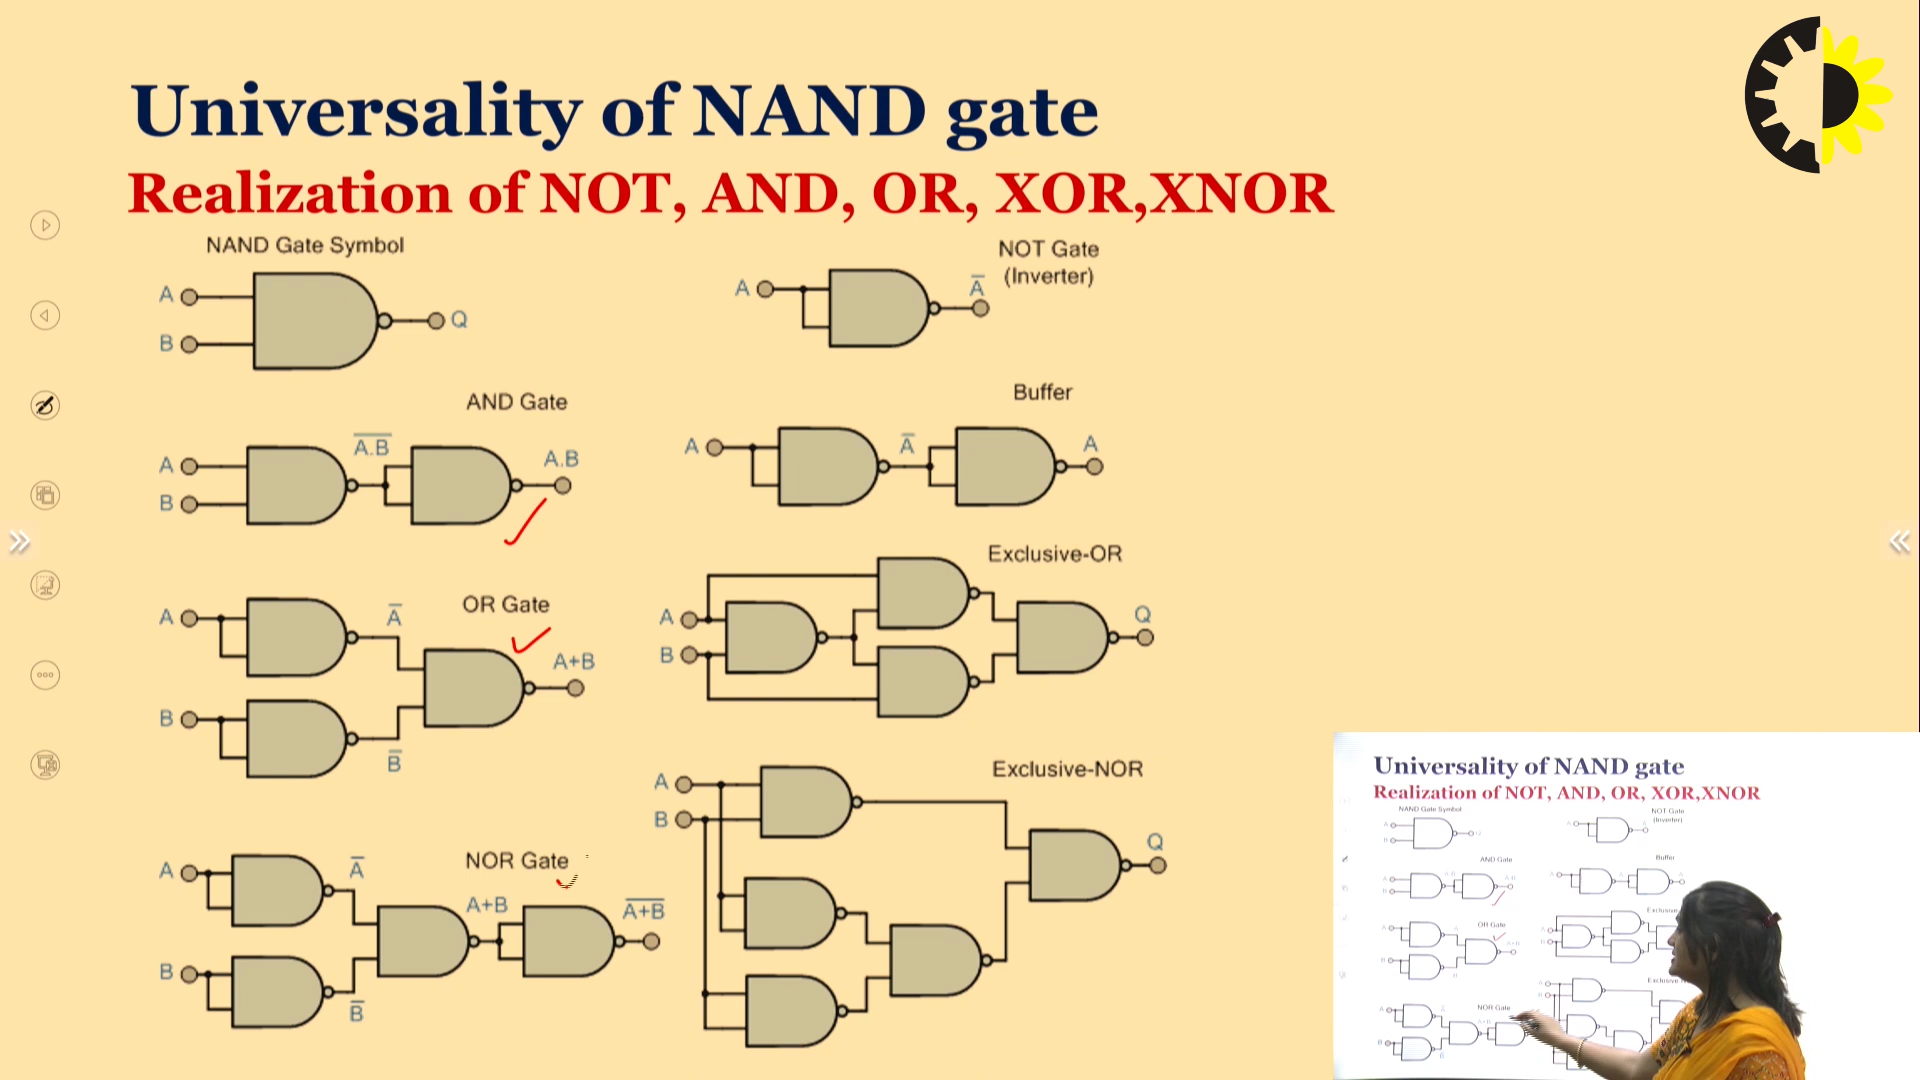 Universality of NAND gate
Realization of NOT, AND, OR, XOR,XNOR
NAND Gate Symbol
A
B
Q
NOT Gate
(Inverter)
A
A̅
AND Gate
A
B
A̅.̅B̅
A.B
Buffer
A
A̅
A
OR Gate
A
A̅
B
B̅
A+B
Exclusive-OR
A
B
Q
NOR Gate
A
A̅
B
B̅
A+B
A̅+̅B̅
Exclusive-NOR
A
B
Q
Universality of NAND gate
Realization of NOT, AND, OR, XOR,XNOR
NAND Gate Symbol
NOT Gate
(Inverter)
AND Gate
Buffer
OR Gate
Exclusive
NOR Gate
Exclusive